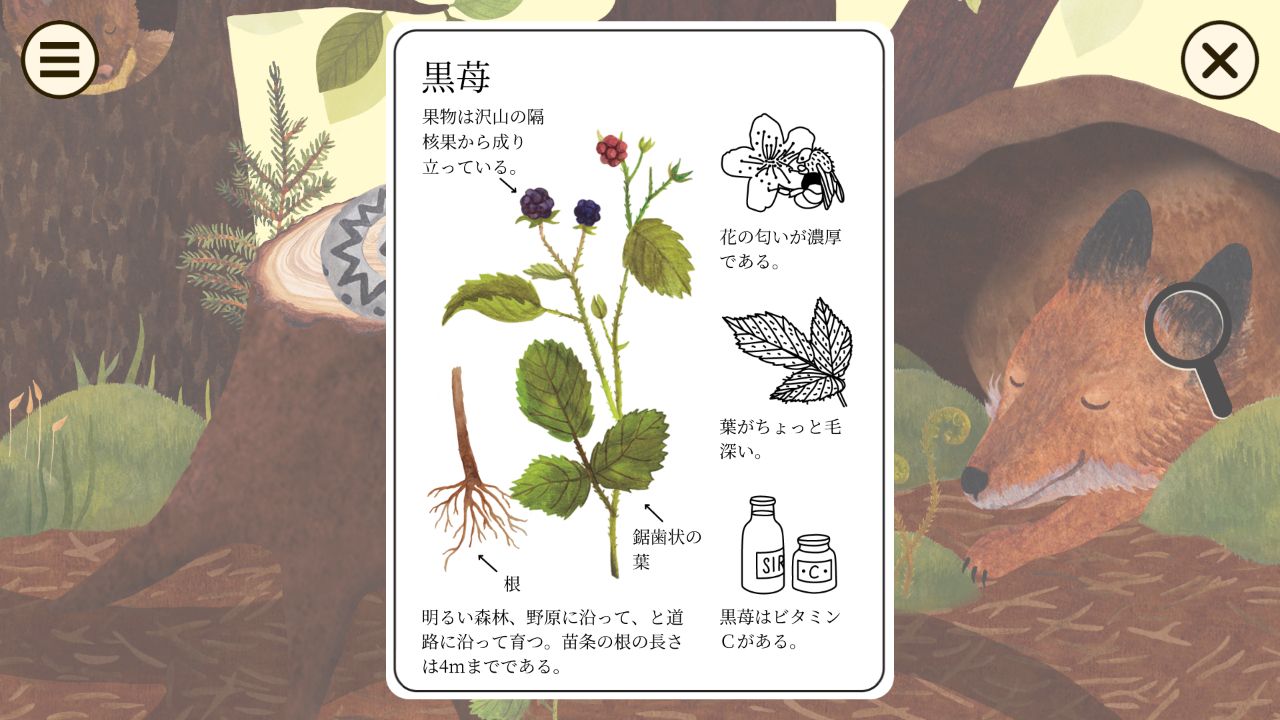 黒苺
果物は沢山の隔
核果から成り
立っている。
花の匂いが濃厚
である。
葉がちょっと毛
深い。
鋸歯状の
葉
根
SIR
C
明るい森林、野原に沿って、と道
路に沿って育つ。苗条の根の長さ
は4mまでである。
黒苺はビタミン
Cがある。